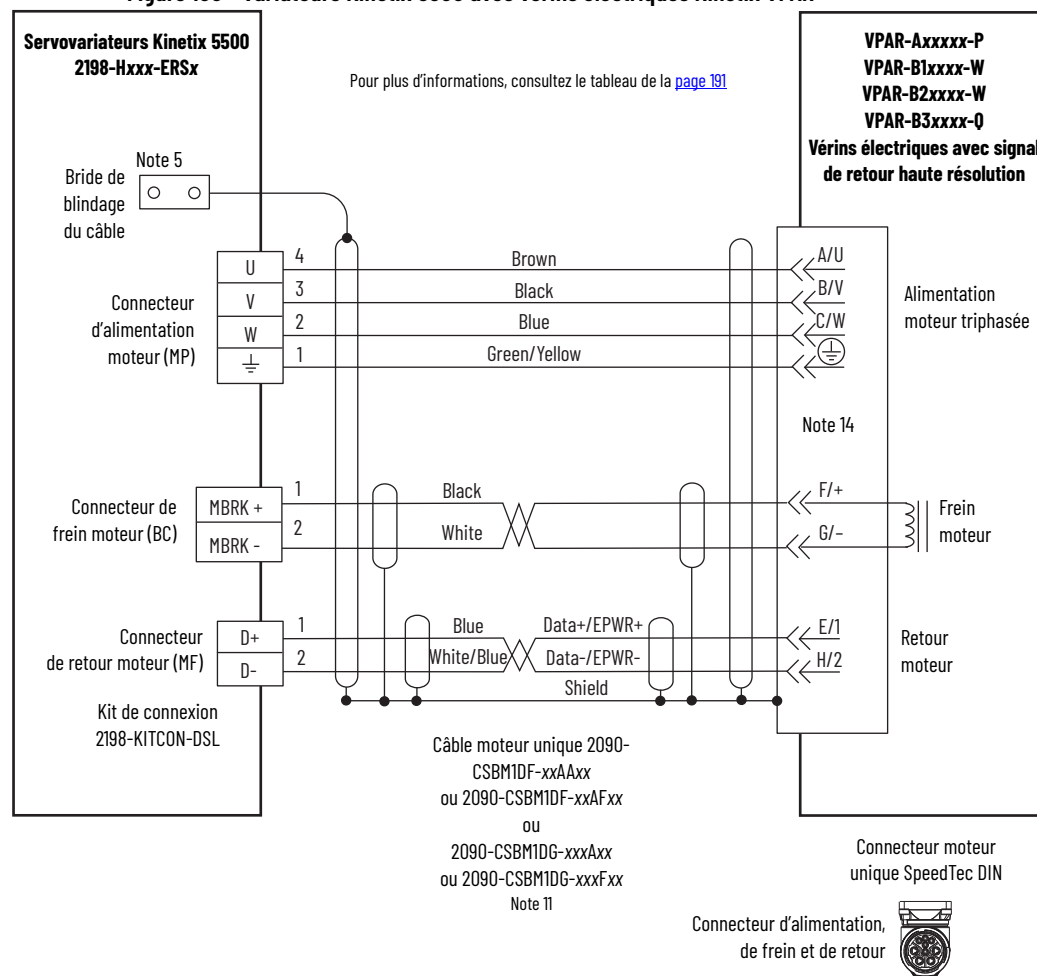 Servovariateurs Kinetix 5500
2198-Hxxx-ERSx
Pour plus d'informations, consultez le tableau de la page 191
VPAR-Axxxxx-P
VPAR-B1xxxx-W
VPAR-B2xxxx-W
VPAR-B3xxxx-Q
Vérins électriques avec signal
de retour haute résolution
Note 5
Bride de
blindage
du câble
U
4
Brown
A/U
V
3
Black
B/V
W
2
Blue
C/W
1
Green/Yellow
Connecteur
d'alimentation
moteur (MP)
Alimentation
moteur triphasée
Note 14
Connecteur de
frein moteur (BC)
MBRK +
1
Black
F/+
MBRK -
2
White
G/-
Frein
moteur
Connecteur
de retour moteur (MF)
D+
1
Blue
Data+/EPWR+
E/1
D-
2
White/Blue
Data-/EPWR-
H/2
Shield
Retour
moteur
Kit de connexion
2198-KITCON-DSL
Câble moteur unique 2090-
CSBM1DF-xxAAxx
ou 2090-CSBM1DF-xxAFxx
ou
2090-CSBM1DG-xxxAxx
ou 2090-CSBM1DG-xxxFxx
Note 11
Connecteur moteur
unique SpeedTec DIN
Connecteur d'alimentation,
de frein et de retour